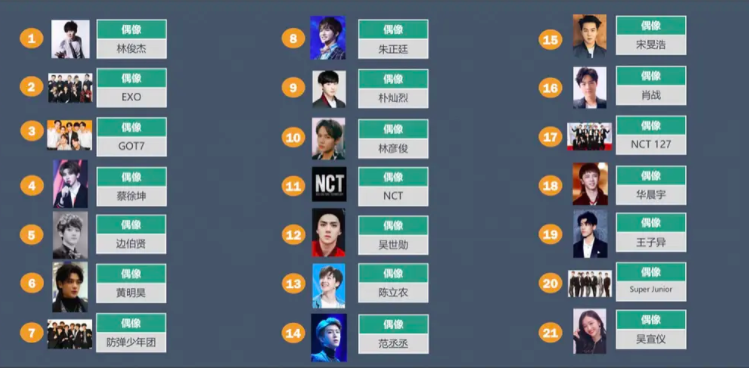 1
偶像
林俊杰
2
偶像
EXO
3
偶像
GOT7
4
偶像
蔡徐坤
5
偶像
边伯贤
6
偶像
黄明昊
7
偶像
防弹少年团
8
偶像
朱正廷
9
偶像
朴灿烈
10
偶像
林彦俊
11
NCT
偶像
NCT
12
偶像
吴世勋
13
偶像
陈立农
14
偶像
范丞丞
15
偶像
宋旻浩
16
偶像
肖战
17
偶像
NCT 127
18
偶像
华晨宇
19
偶像
王子异
20
偶像
Super Junior
21
偶像
吴宣仪